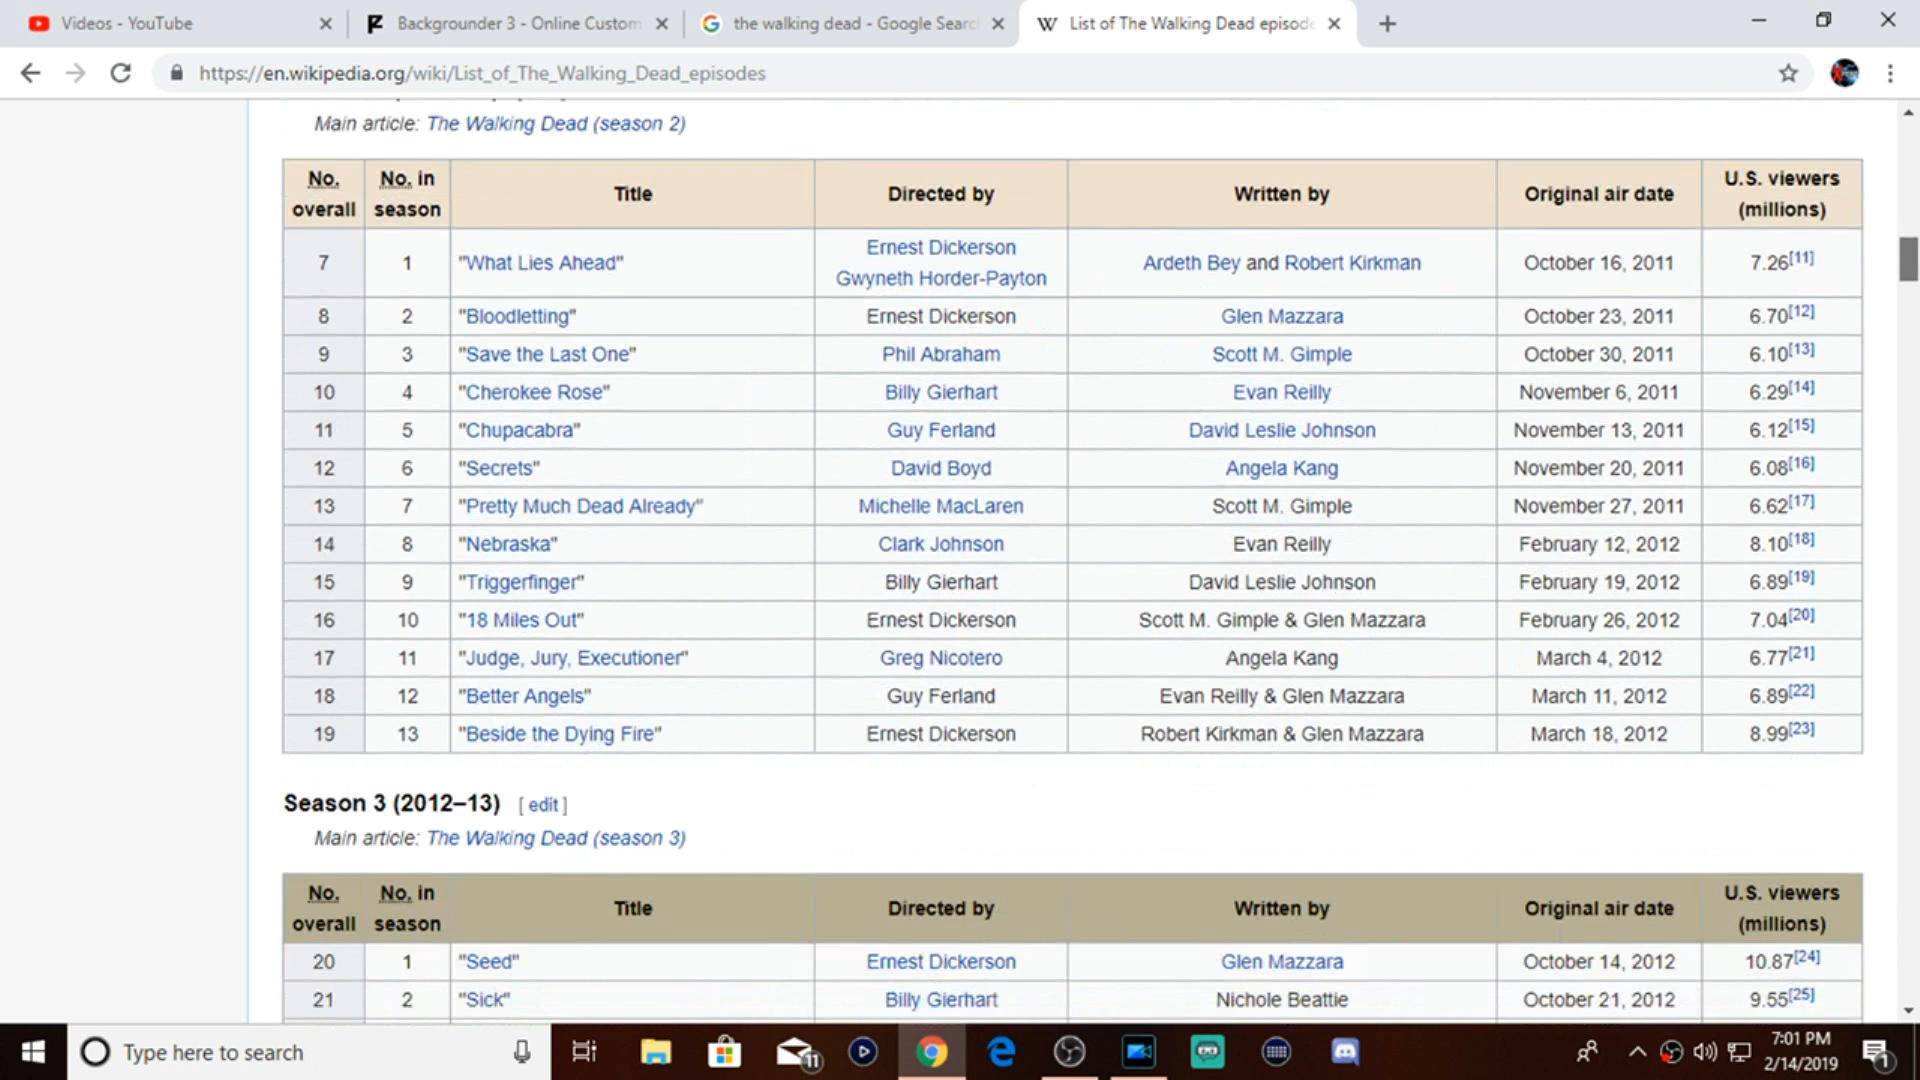 Videos - YouTube
Backgrounder 3 - Online Custom
the walking dead - Google Searc
List of The Walking Dead episode
https://en.wikipedia.org/wiki/List_of_The_Walking_Dead_episodes
Main article: The Walking Dead (season 2)
No. overall No. in season Title Directed by Written by Original air date U.S. viewers (millions)
7 1 "What Lies Ahead" Ernest Dickerson Gwyneth Horder-Payton Ardeth Bey and Robert Kirkman October 16, 2011 7.26[11]
8 2 "Bloodletting" Ernest Dickerson Glen Mazzara October 23, 2011 6.70[12]
9 3 "Save the Last One" Phil Abraham Scott M. Gimple October 30, 2011 6.10[13]
10 4 "Cherokee Rose" Billy Gierhart Evan Reilly November 6, 2011 6.29[14]
11 5 "Chupacabra" Guy Ferland David Leslie Johnson November 13, 2011 6.12[15]
12 6 "Secrets" David Boyd Angela Kang November 20, 2011 6.08[16]
13 7 "Pretty Much Dead Already" Michelle MacLaren Scott M. Gimple November 27, 2011 6.62[17]
14 8 "Nebraska" Clark Johnson Evan Reilly February 12, 2012 8.10[18]
15 9 "Triggerfinger" Billy Gierhart David Leslie Johnson February 19, 2012 6.89[19]
16 10 "18 Miles Out" Ernest Dickerson Scott M. Gimple & Glen Mazzara February 26, 2012 7.04[20]
17 11 "Judge, Jury, Executioner" Greg Nicotero Angela Kang March 4, 2012 6.77[21]
18 12 "Better Angels" Guy Ferland Evan Reilly & Glen Mazzara March 11, 2012 6.89[22]
19 13 "Beside the Dying Fire" Ernest Dickerson Robert Kirkman & Glen Mazzara March 18, 2012 8.99[23]
Season 3 (2012–13) [ edit ]
Main article: The Walking Dead (season 3)
No. overall No. in season Title Directed by Written by Original air date U.S. viewers (millions)
20 1 "Seed" Ernest Dickerson Glen Mazzara October 14, 2012 10.87[24]
21 2 "Sick" Billy Gierhart Nichole Beattie October 21, 2012 9.55[25]
Type here to search
11
7:01 PM
2/14/2019
1